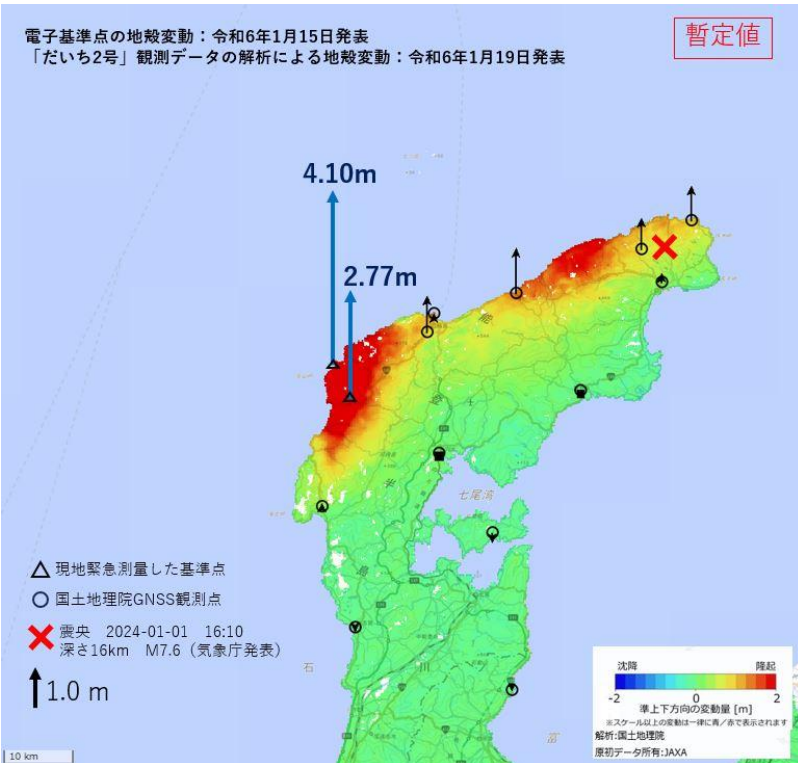 電子基準点の地殻変動：令和6年1月15日発表
「だいち2号」観測データの解析による地殻変動：令和6年1月19日発表
暫定値
4.10m
2.77m
能
登
半
島
七尾湾
石
川
富
△ 現地緊急測量した基準点
○ 国土地理院GNSS観測点
震央 2024-01-01 16:10
深さ16km M7.6（気象庁発表）
1.0 m
10 km
沈降 隆起
-2 0 2
準上下方向の変動量 [m]
※スケール以上の変動は一律に青／赤で表示されます
解析:国土地理院
原初データ所有:JAXA